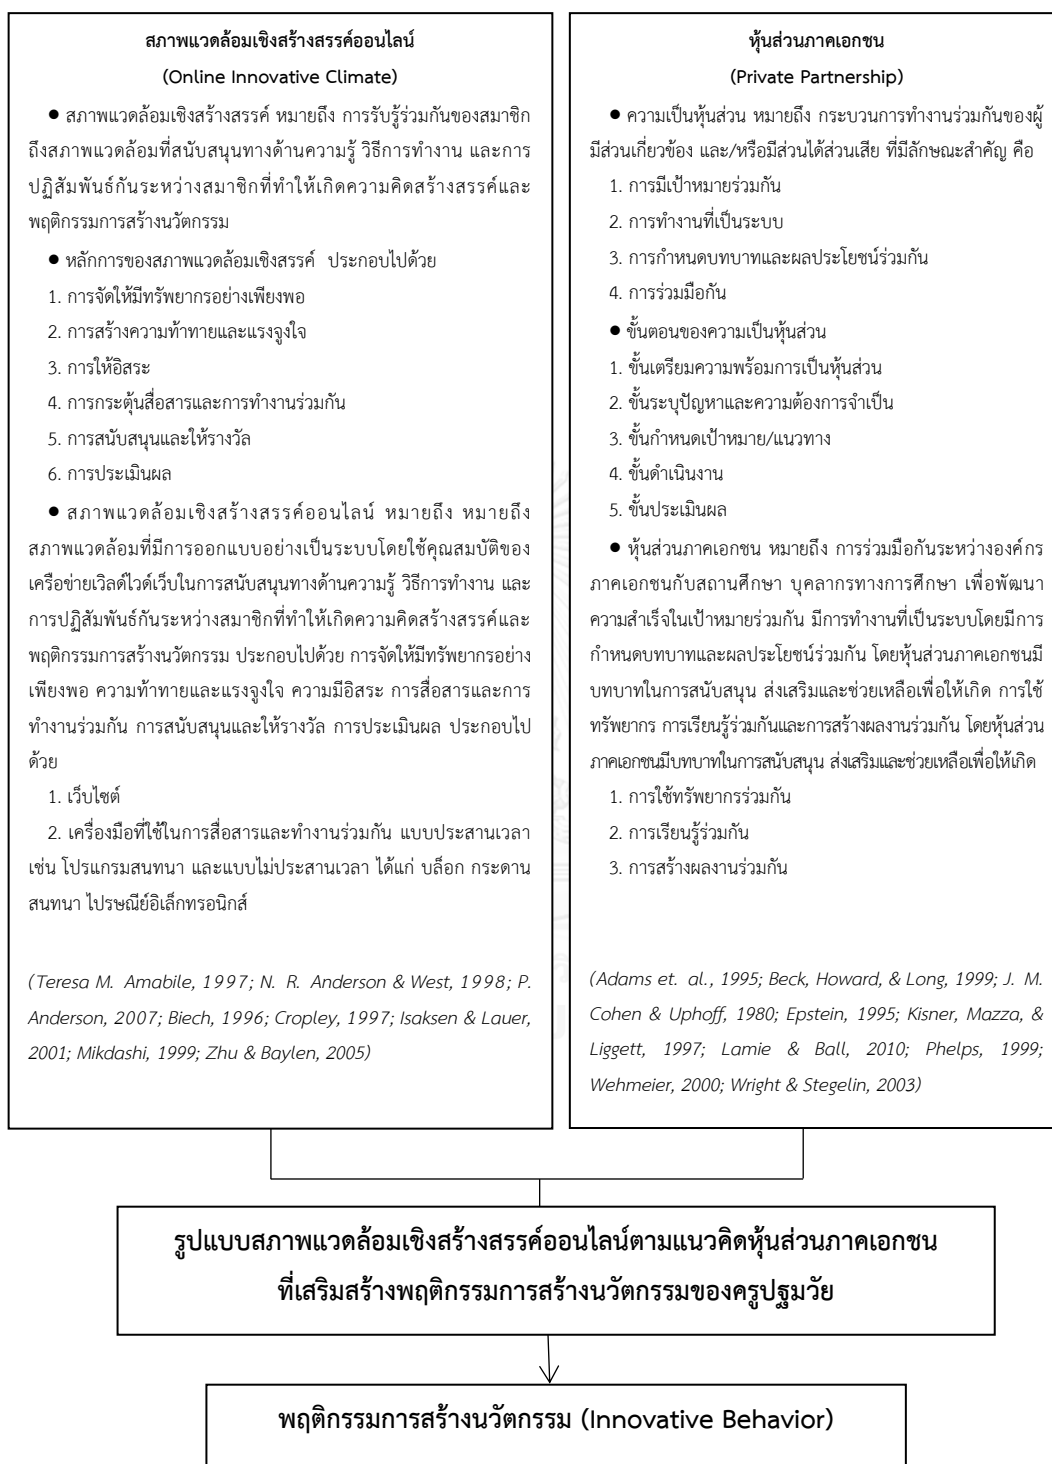 สภาพแวดล้อมเชิงสร้างสรรค์ออนไลน์
(Online Innovative Climate)
● สภาพแวดล้อมเชิงสร้างสรรค์ หมายถึง การรับรู้ร่วมกันของสมาชิก
ถึงสภาพแวดล้อมที่สนับสนุนทางด้านความรู้ วิธีการทำงาน และการ
ปฏิสัมพันธ์กันระหว่างสมาชิกที่ทำให้เกิดความคิดสร้างสรรค์และ
พฤติกรรมการสร้างนวัตกรรม
● หลักการของสภาพแวดล้อมเชิงสรรค์ ประกอบไปด้วย
1. การจัดให้มีทรัพยากรอย่างเพียงพอ
2. การสร้างความท้าทายและแรงจูงใจ
3. การให้อิสระ
4. การกระตุ้นสื่อสารและการทำงานร่วมกัน
5. การสนับสนุนและให้รางวัล
6. การประเมินผล
● สภาพแวดล้อมเชิงสร้างสรรค์ออนไลน์ หมายถึง หมายถึง
สภาพแวดล้อมที่มีการออกแบบอย่างเป็นระบบโดยใช้คุณสมบัติของ
เครือข่ายเวิลด์ไวด์เว็บในการสนับสนุนทางด้านความรู้ วิธีการทำงาน และ
การปฏิสัมพันธ์กันระหว่างสมาชิกที่ทำให้เกิดความคิดสร้างสรรค์และ
พฤติกรรมการสร้างนวัตกรรม ประกอบไปด้วย การจัดให้มีทรัพยากรอย่าง
เพียงพอ ความท้าทายและแรงจูงใจ ความมีอิสระ การสื่อสารและการ
ทำงานร่วมกัน การสนับสนุนและให้รางวัล การประเมินผล ประกอบไป
ด้วย
1. เว็บไซต์
2. เครื่องมือที่ใช้ในการสื่อสารและทำงานร่วมกัน แบบประสานเวลา
เช่น โปรแกรมสนทนา และแบบไม่ประสานเวลา ได้แก่ บล็อก กระดาน
สนทนา ไปรษณีย์อิเล็กทรอนิกส์
(Teresa M. Amabile, 1997; N. R. Anderson & West, 1998; P.
Anderson, 2007; Biech, 1996; Cropley, 1997; Isaksen & Lauer,
2001; Mikdashi, 1999; Zhu & Baylen, 2005)
หุ้นส่วนภาคเอกชน
(Private Partnership)
● ความเป็นหุ้นส่วน หมายถึง กระบวนการทำงานร่วมกันของผู้
มีส่วนเกี่ยวข้อง และ/หรือมีส่วนได้ส่วนเสีย ที่มีลักษณะสำคัญ คือ
1. การมีเป้าหมายร่วมกัน
2. การทำงานที่เป็นระบบ
3. การกำหนดบทบาทและผลประโยชน์ร่วมกัน
4. การร่วมมือกัน
● ขั้นตอนของความเป็นหุ้นส่วน
1. ขั้นเตรียมความพร้อมการเป็นหุ้นส่วน
2. ขั้นระบุปัญหาและความต้องการจำเป็น
3. ขั้นกำหนดเป้าหมาย/แนวทาง
4. ขั้นดำเนินงาน
5. ขั้นประเมินผล
● หุ้นส่วนภาคเอกชน หมายถึง การร่วมมือกันระหว่างองค์กร
ภาคเอกชนกับสถานศึกษา บุคลากรทางการศึกษา เพื่อพัฒนา
ความสำเร็จในเป้าหมายร่วมกัน มีการทำงานที่เป็นระบบโดยมีการ
กำหนดบทบาทและผลประโยชน์ร่วมกัน โดยหุ้นส่วนภาคเอกชนมี
บทบาทในการสนับสนุน ส่งเสริมและช่วยเหลือเพื่อให้เกิด การใช้
ทรัพยากร การเรียนรู้ร่วมกันและการสร้างผลงานร่วมกัน โดยหุ้นส่วน
ภาคเอกชนมีบทบาทในการสนับสนุน ส่งเสริมและช่วยเหลือเพื่อให้เกิด
1. การใช้ทรัพยากรร่วมกัน
2. การเรียนรู้ร่วมกัน
3. การสร้างผลงานร่วมกัน
(Adams et. al., 1995; Beck, Howard, & Long, 1999; J. M.
Cohen & Uphoff, 1980; Epstein, 1995; Kisner, Mazza, &
Liggett, 1997; Lamie & Ball, 2010; Phelps, 1999;
Wehmeier, 2000; Wright & Stegelin, 2003)
รูปแบบสภาพแวดล้อมเชิงสร้างสรรค์ออนไลน์ตามแนวคิดหุ้นส่วนภาคเอกชน
ที่เสริมสร้างพฤติกรรมการสร้างนวัตกรรมของครูปฐมวัย
พฤติกรรมการสร้างนวัตกรรม (Innovative Behavior)